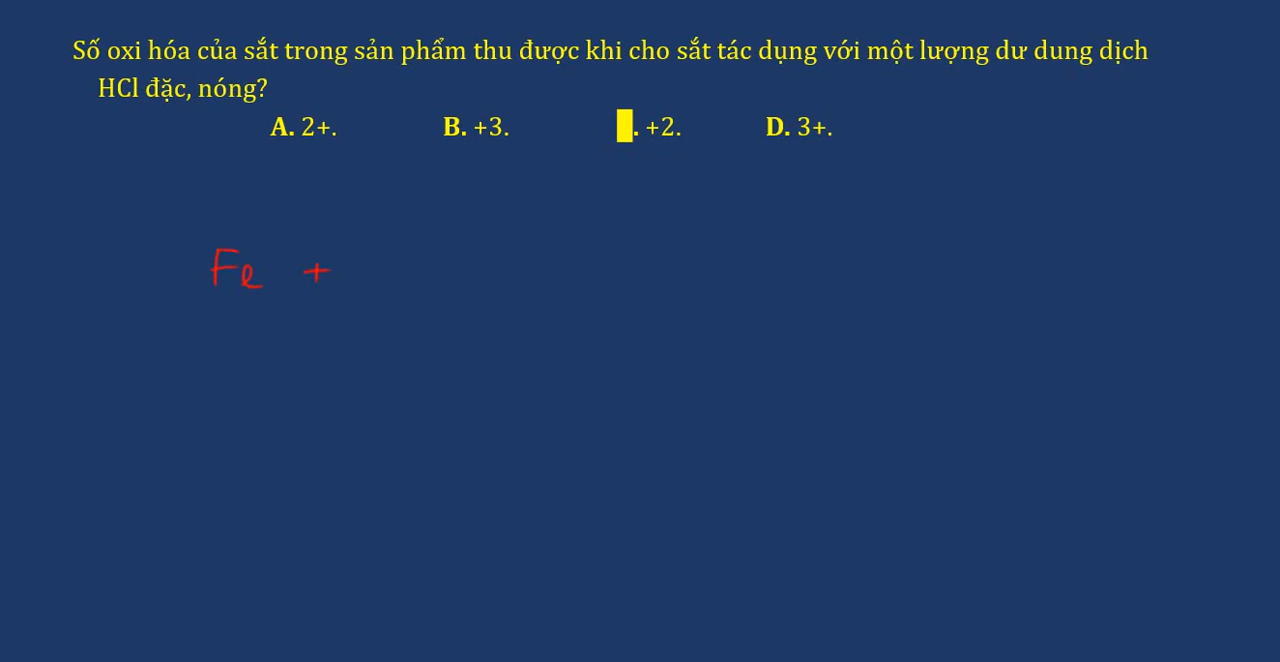 Số oxi hóa của sắt trong sản phẩm thu được khi cho sắt tác dụng với một lượng dư dung dịch
HCl đặc, nóng?
A. 2+. B. +3. . +2. D. 3+.
Fe +